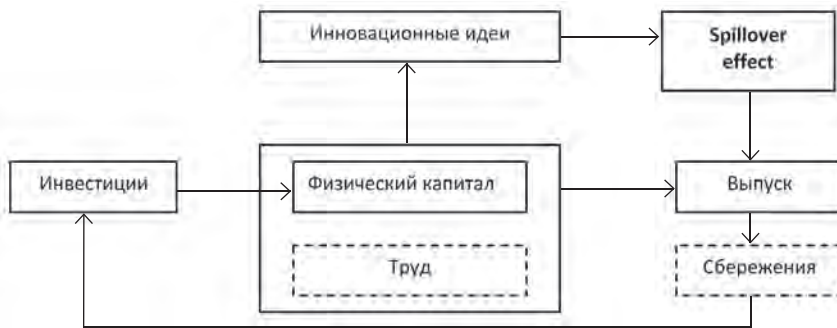 Инновационные идеи
Spillover
effect
Инвестиции
Физический капитал
Выпуск
Труд
Сбережения